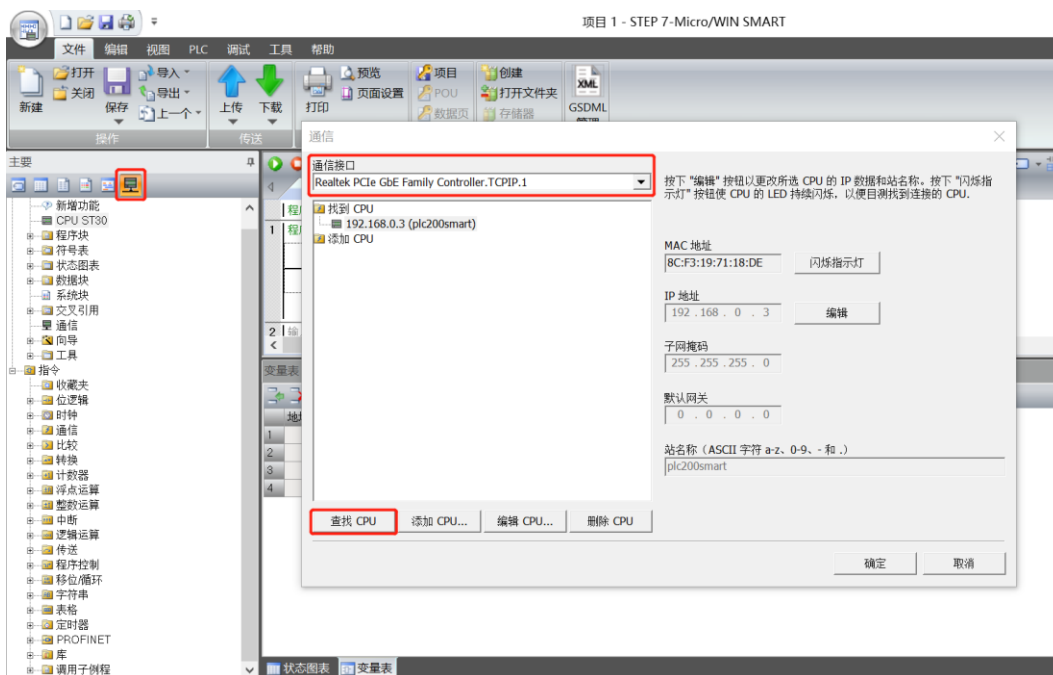 项目 1 - STEP 7-Micro/WIN SMART
文件 编辑 视图 PLC 调试 工具 帮助
新建
打开
关闭
保存
导入
导出
上一个
操作
上传
下载
传送
打印
预览
页面设置
项目
POU
数据页
创建
打开文件夹
存储器
XML
GSDML
管理
主要
新增功能
CPU ST30
程序块
符号表
状态图表
数据块
系统块
交叉引用
通信
向导
工具
指令
收藏夹
位逻辑
时钟
通信
比较
转换
计数器
浮点运算
整数运算
中断
逻辑运算
传送
程序控制
移位/循环
字符串
表格
定时器
PROFINET
库
调用子例程
1
2
输
变量表
1
2
3
4
状态图表
变量表
通信
通信接口
Realtek PCIe GbE Family Controller.TCPIP.1
找到 CPU
192.168.0.3 (plc200smart)
添加 CPU
按下 "编辑" 按钮以更改所选 CPU 的 IP 数据和站名称。按下 "闪烁指
示灯" 按钮使 CPU 的 LED 持续闪烁，以便目测找到连接的 CPU.
MAC 地址
8C:F3:19:71:18:DE
闪烁指示灯
IP 地址
192 . 168 . 0 . 3
编辑
子网掩码
255 . 255 . 255 . 0
默认网关
0 . 0 . 0 . 0
站名称（ASCII 字符 a-z、0-9、- 和 .）
plc200smart
查找 CPU
添加 CPU...
编辑 CPU...
删除 CPU
确定
取消